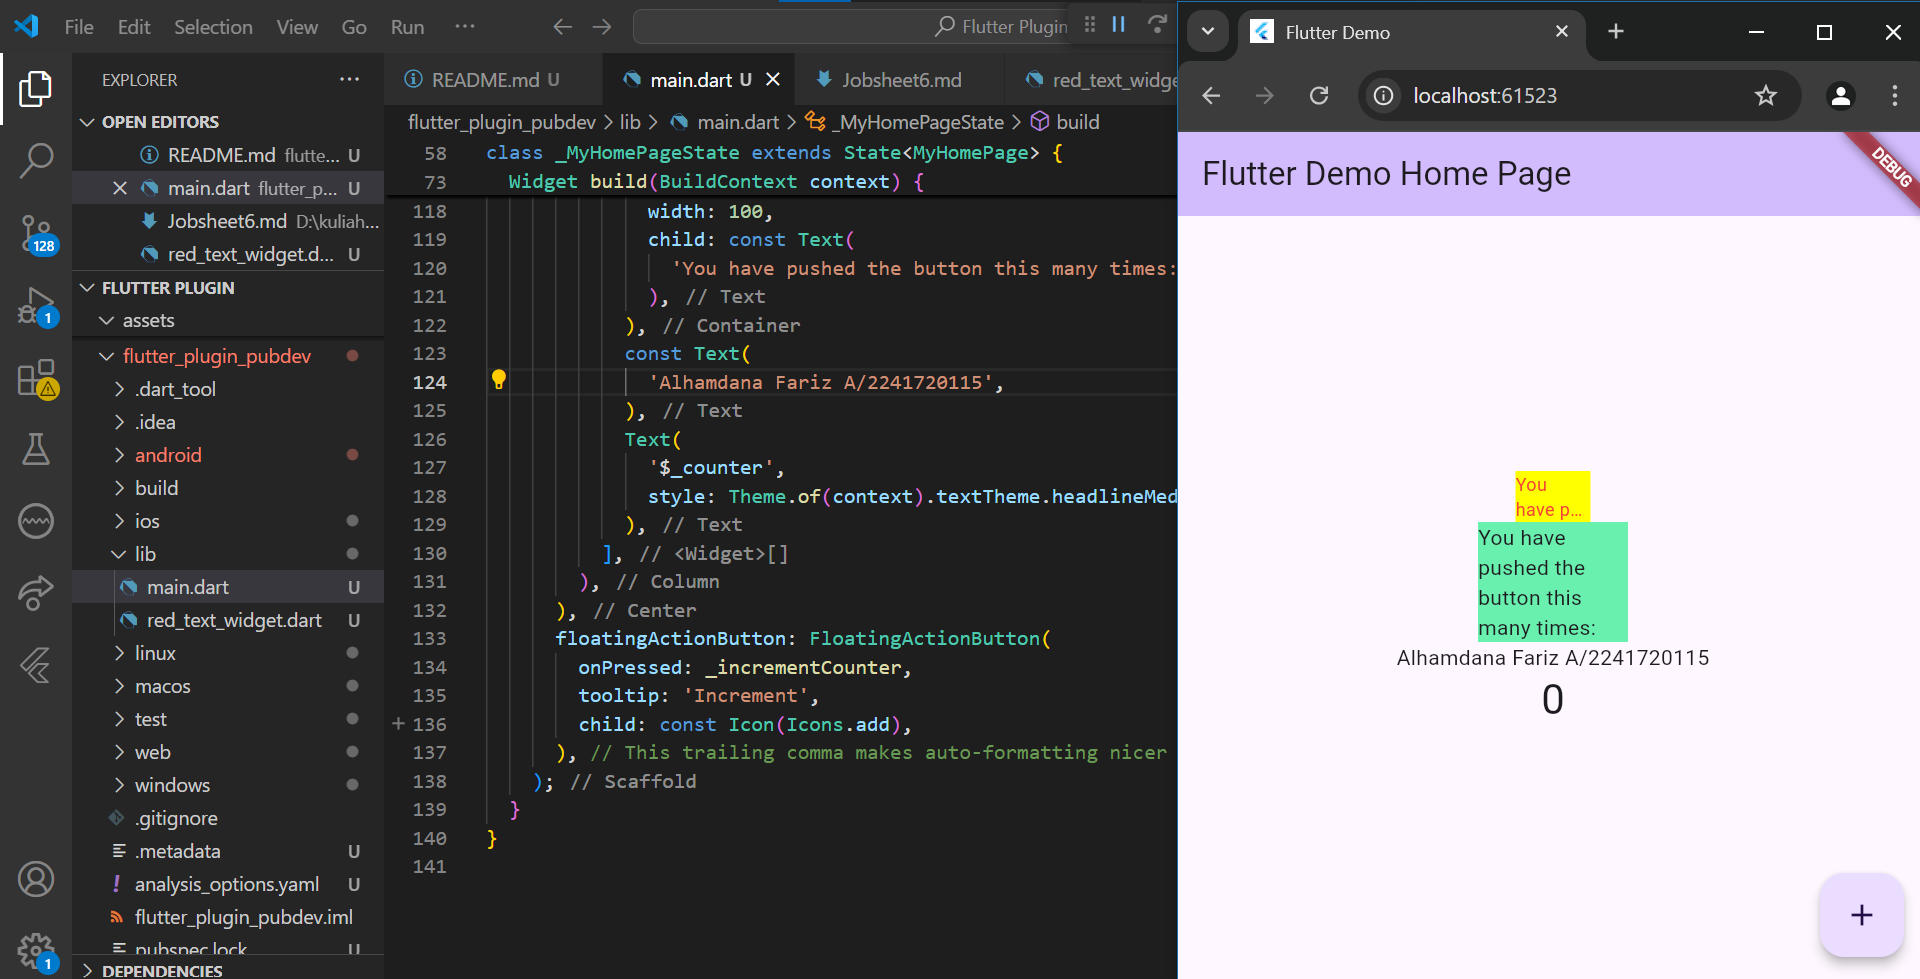 File Edit Selection View Go Run ··· Flutter Plugin
EXPLORER ···
OPEN EDITORS
README.md flutte... U
main.dart flutter_p... U
Jobsheet6.md D:\kuliah...
red_text_widget.d... U
FLUTTER PLUGIN
assets
flutter_plugin_pubdev
.dart_tool
.idea
android
build
ios
lib
main.dart U
red_text_widget.dart U
linux
macos
test
web
windows
.gitignore
.metadata U
analysis_options.yaml U
flutter_plugin_pubdev.iml
pubspec.lock U
DEPENDENCIES
128
1
1
README.md U
main.dart U
Jobsheet6.md
red_text_widge
flutter_plugin_pubdev > lib > main.dart > _MyHomePageState > build
58 class _MyHomePageState extends State<MyHomePage> {
73 Widget build(BuildContext context) {
118 width: 100,
119 child: const Text(
120 'You have pushed the button this many times:
121 ), // Text
122 ), // Container
123 const Text(
124 'Alhamdana Fariz A/2241720115',
125 ), // Text
126 Text(
127 '$_counter',
128 style: Theme.of(context).textTheme.headlineMed
129 ), // Text
130 ], // <Widget>[]
131 ), // Column
132 ), // Center
133 floatingActionButton: FloatingActionButton(
134 onPressed: _incrementCounter,
135 tooltip: 'Increment',
136 child: const Icon(Icons.add),
137 ), // This trailing comma makes auto-formatting nicer
138 ); // Scaffold
139 }
140 }
141
Flutter Demo
localhost:61523
Flutter Demo Home Page
DEBUG
You
have p...
You have
pushed the
button this
many times:
Alhamdana Fariz A/2241720115
0
+